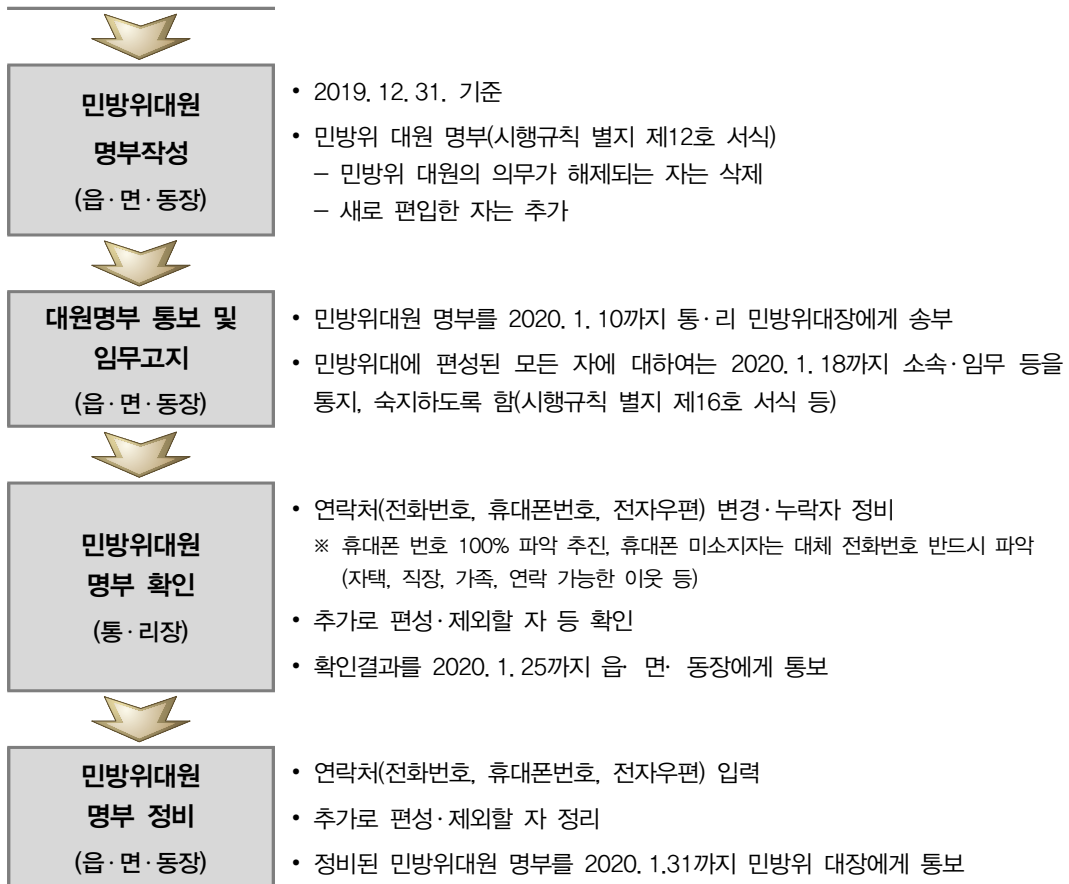 민방위대원
명부작성
(읍·면·동장)
• 2019. 12. 31. 기준
• 민방위 대원 명부(시행규칙 별지 제12호 서식)
– 민방위 대원의 의무가 해제되는 자는 삭제
– 새로 편입한 자는 추가
대원명부 통보 및
임무고지
(읍·면·동장)
• 민방위대원 명부를 2020. 1. 10까지 통·리 민방위대장에게 송부
• 민방위대에 편성된 모든 자에 대하여는 2020. 1. 18까지 소속·임무 등을
통지, 숙지하도록 함(시행규칙 별지 제16호 서식 등)
민방위대원
명부 확인
(통·리장)
• 연락처(전화번호, 휴대폰번호, 전자우편) 변경·누락자 정비
※ 휴대폰 번호 100% 파악 추진, 휴대폰 미소지자는 대체 전화번호 반드시 파악
(자택, 직장, 가족, 연락 가능한 이웃 등)
• 추가로 편성·제외할 자 등 확인
• 확인결과를 2020. 1. 25까지 읍· 면· 동장에게 통보
민방위대원
명부 정비
(읍·면·동장)
• 연락처(전화번호, 휴대폰번호, 전자우편) 입력
• 추가로 편성·제외할 자 정리
• 정비된 민방위대원 명부를 2020. 1.31까지 민방위 대장에게 통보